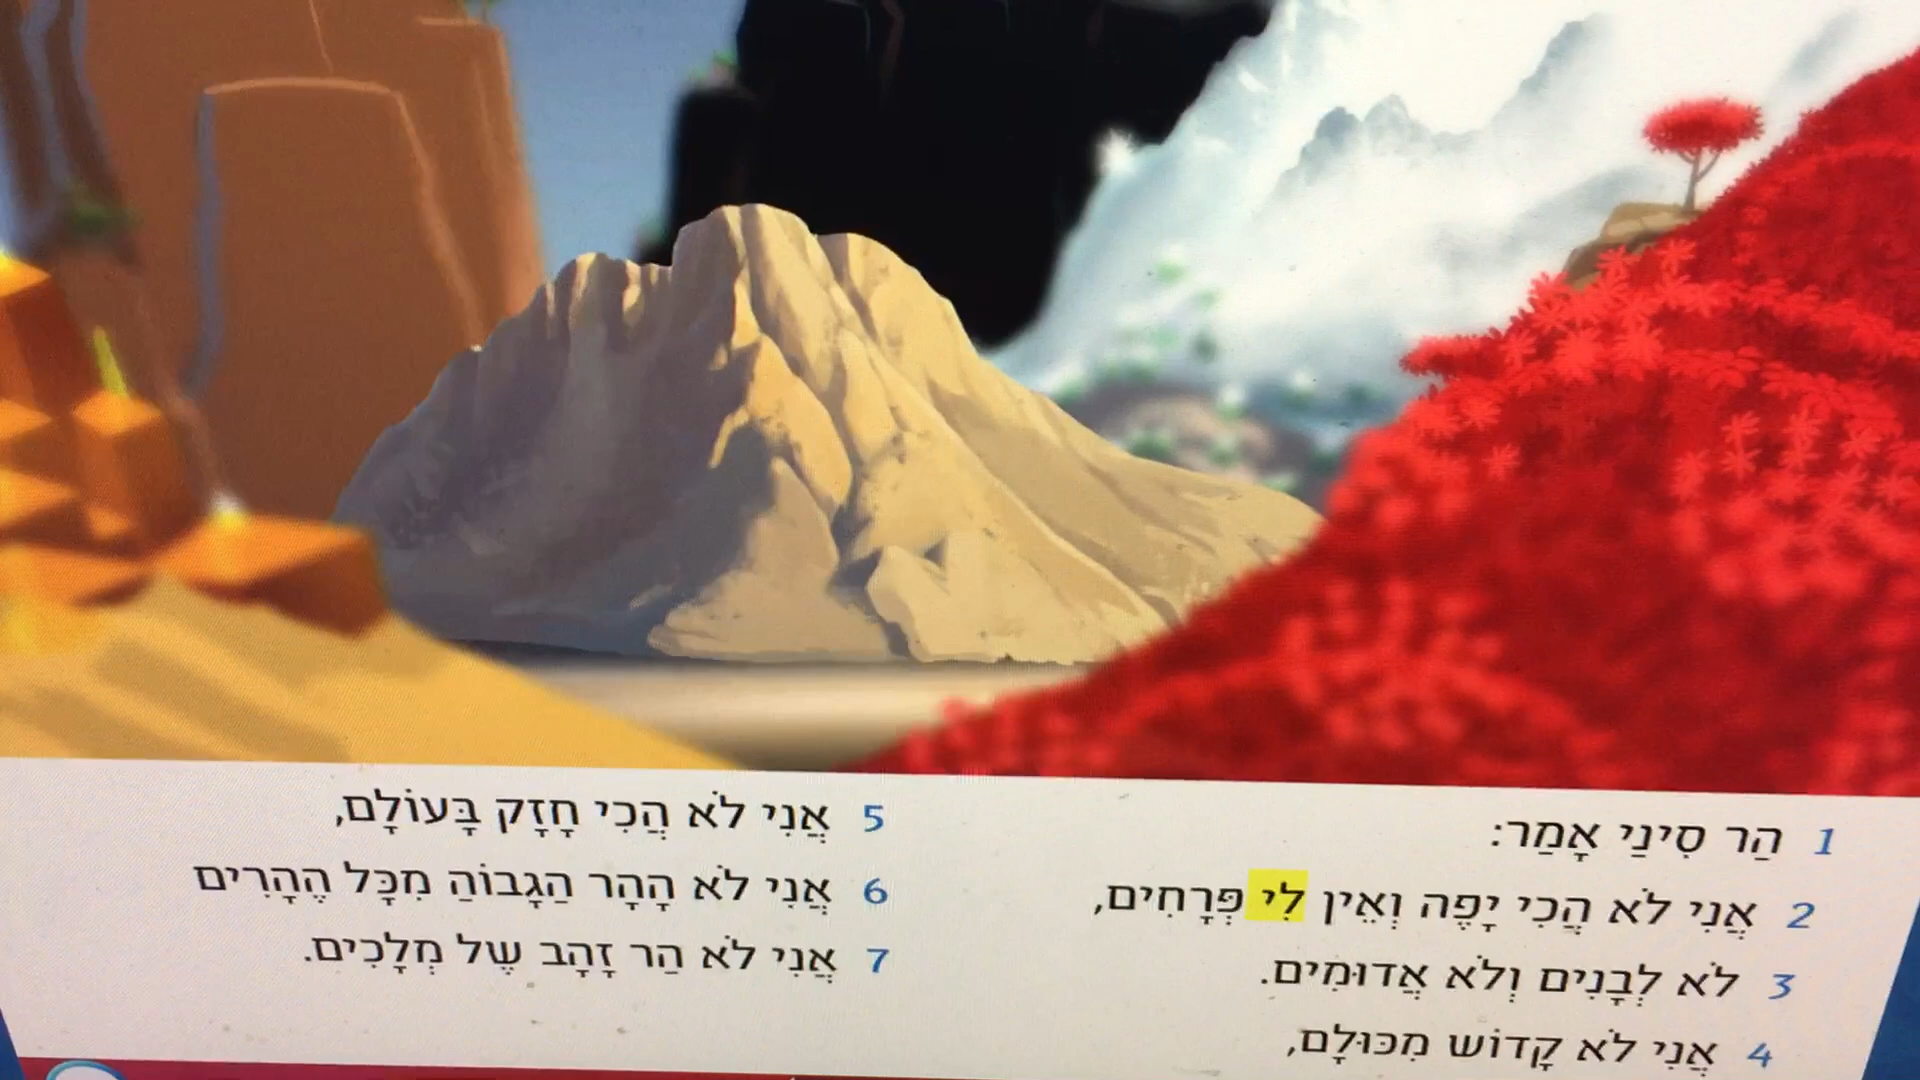 1 הַר סִינַי אָמַר:
2 אֲנִי לֹא הֲכִי יָפֶה וְאֵין לִי פְּרָחִים,
3 לֹא לְבָנִים וְלֹא אֲדוּמִּים.
4 אֲנִי לֹא קָדוֹשׁ מִכּוּלָּם,
5 אֲנִי לֹא הֲכִי חָזָק בָּעוֹלָם,
6 אֲנִי לֹא הָהָר הַגָּבוֹהַּ מִכָּל הֶהָרִים
7 אֲנִי לֹא הַר זָהָב שֶׁל מְלָכִים.